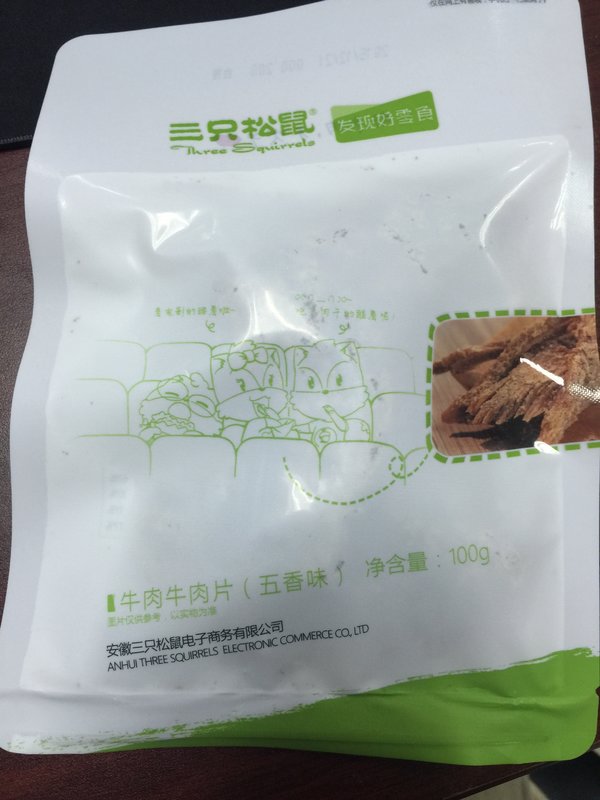 三只松鼠®
Three Squirrels
发现好零食
牛肉牛肉片（五香味） 净含量：100g
图片仅供参考，以实物为准
安徽三只松鼠电子商务有限公司
ANHUI THREE SQUIRRELS ELECTRONIC COMMERCE CO., LTD